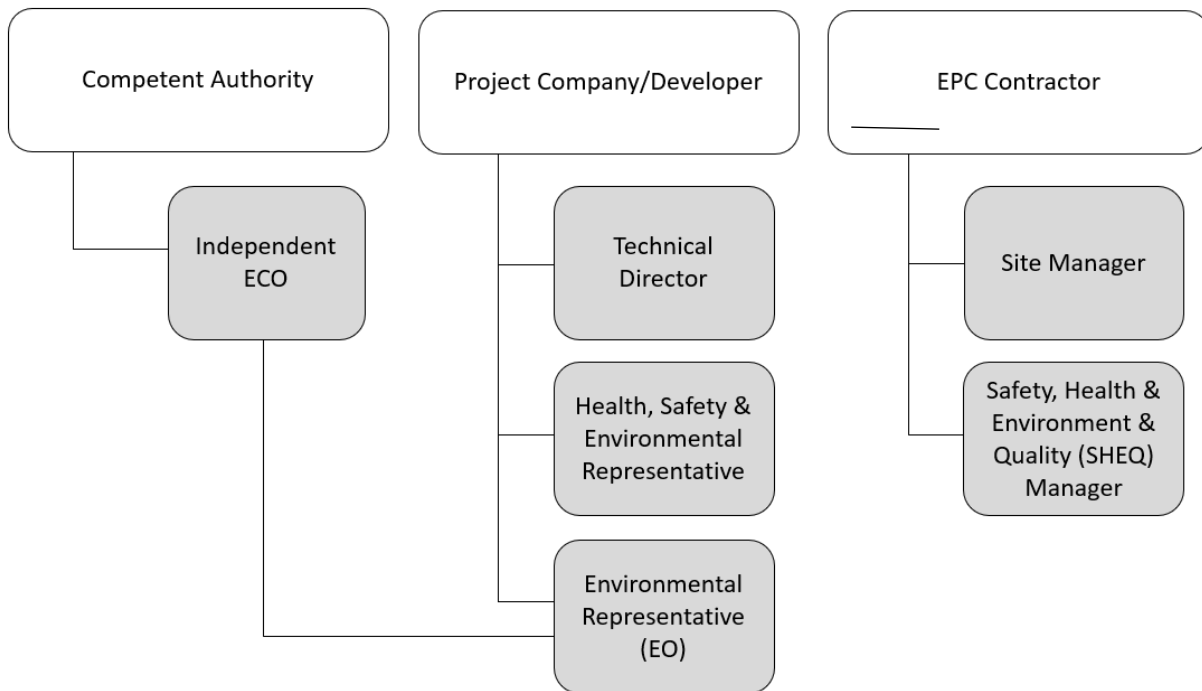 Competent Authority
Project Company/Developer
EPC Contractor
Independent
ECO
Technical
Director
Site Manager
Health, Safety &
Environmental
Representative
Safety, Health &
Environment &
Quality (SHEQ)
Manager
Environmental
Representative
(EO)